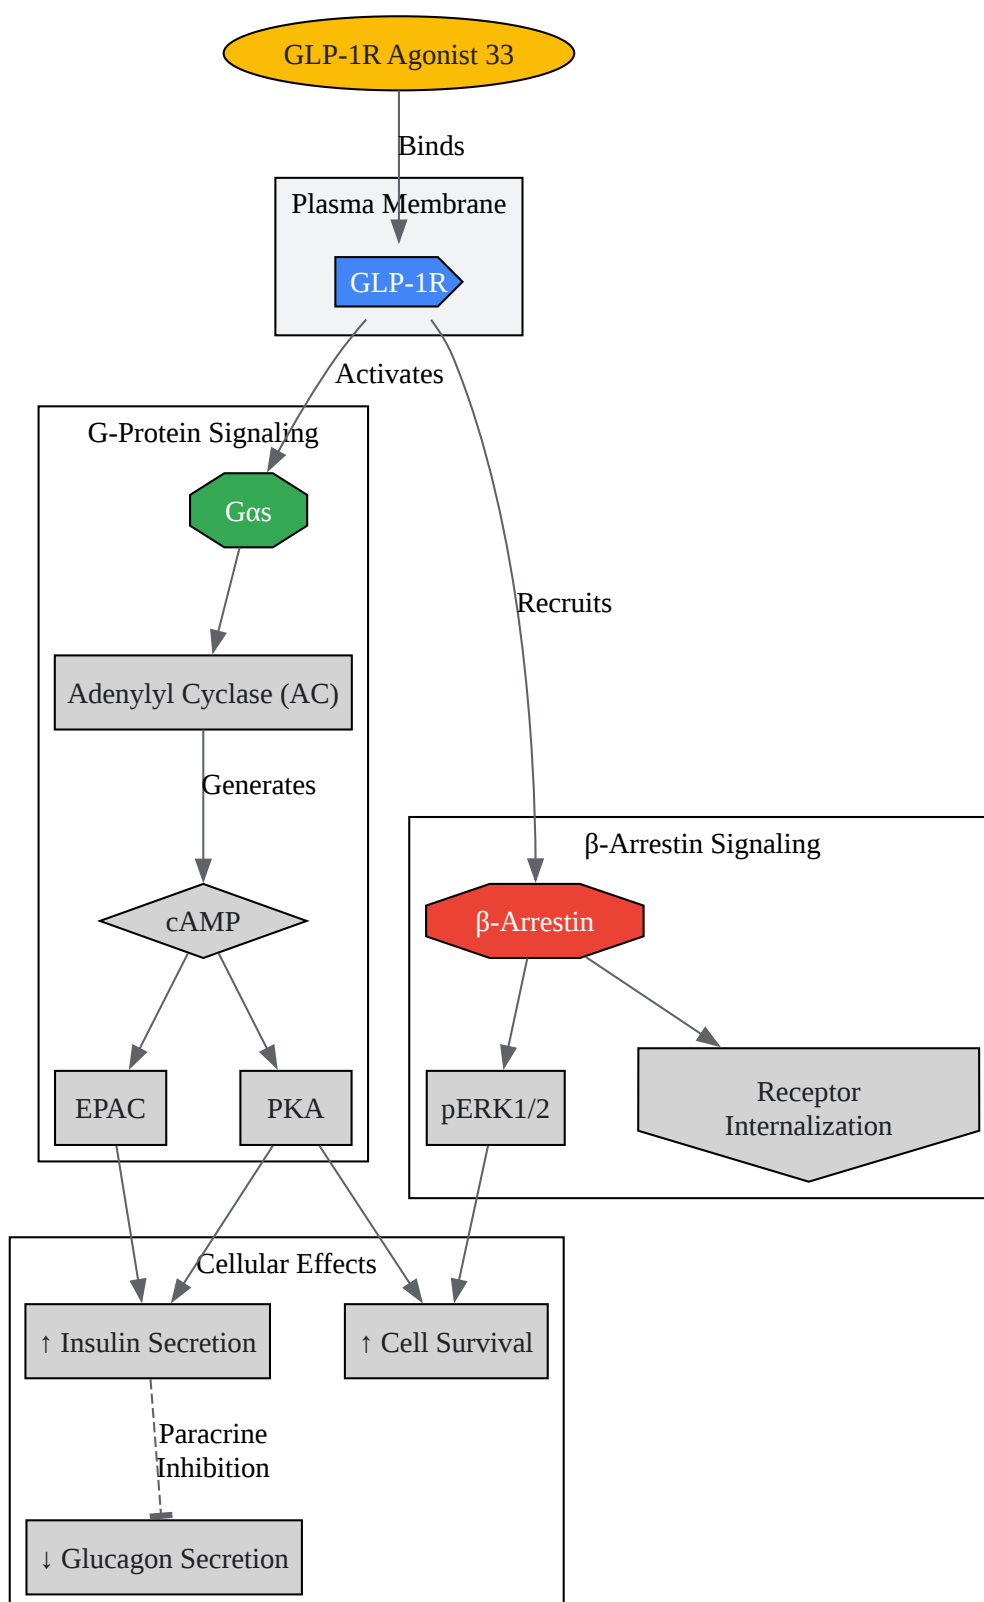 GLP-1R Agonist 33
Binds
Plasma Membrane
GLP-1R
Activates
G-Protein Signaling
Gαs
Recruits
Adenylyl Cyclase (AC)
Generates
β-Arrestin Signaling
cAMP
β-Arrestin
EPAC
PKA
pERK1/2
Receptor
Internalization
Cellular Effects
↑ Insulin Secretion
↑ Cell Survival
Paracrine
Inhibition
↓ Glucagon Secretion